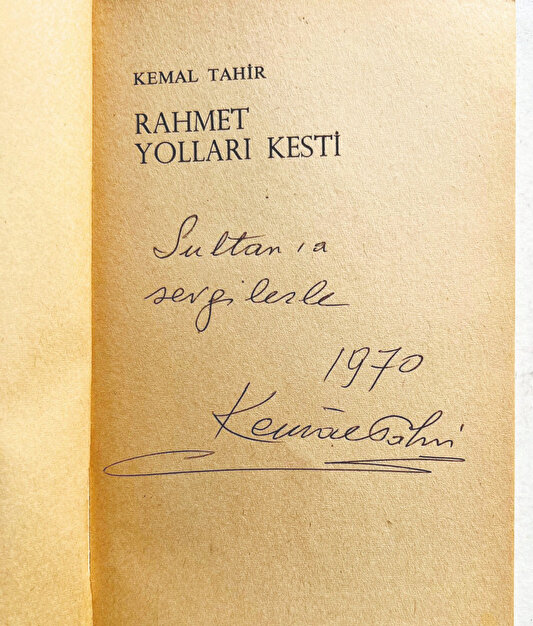 KEMAL TAHİR
RAHMET
YOLLARI KESTİ
Sultan'a
sevgilerle
1970
Kemal Tahir